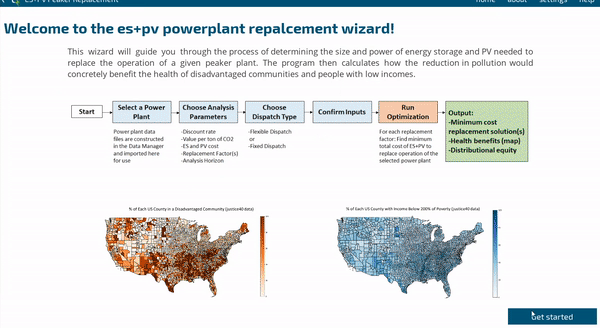 ES+PV Peaker Replacement
home about settings help
Welcome to the es+pv powerplant repalcement wizard!
This wizard will guide you through the process of determining the size and power of energy storage and PV needed to
replace the operation of a given peaker plant. The program then calculates how the reduction in pollution would
concretely benefit the health of disadvantaged communities and people with low incomes.
Start
Select a Power
Plant
Power plant data
files are constructed
in the Data Manager
and imported here
for use
Choose Analysis
Parameters
-Discount rate
-Value per ton of CO2
-ES and PV cost
-Replacement Factor(s)
-Analysis Horizon
Choose
Dispatch Type
-Flexible Dispatch
or
-Fixed Dispatch
Confirm Inputs
Run
Optimization
For each replacement
factor: Find minimum
total cost of ES+PV to
replace operation of the
selected power plant
Output:
-Minimum cost
replacement solution(s)
-Health benefits (map)
-Distributional equity
% of Each US County in a Disadvantaged Community (justice40 data)
% of Each US County with Income Below 200% of Poverty (justice40 data)
Get started